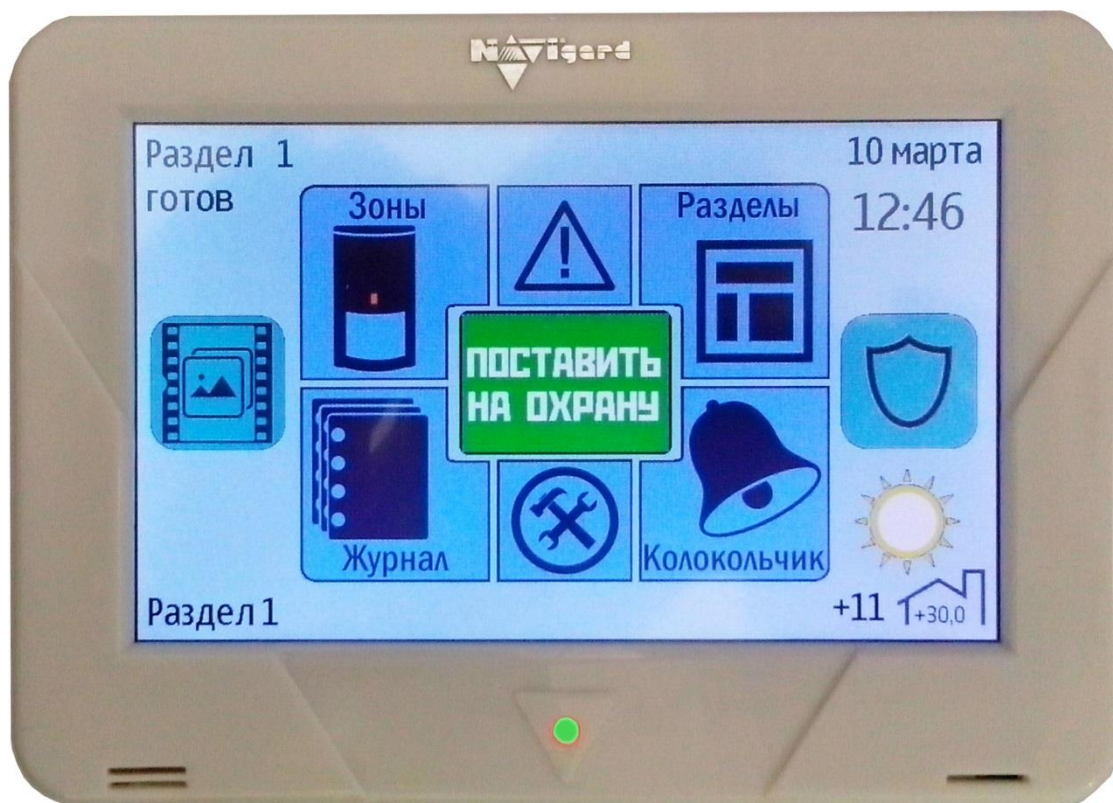 Navigard
Раздел 1
готов
10 марта
12:46
Зоны
Разделы
ПОСТАВИТЬ
НА ОХРАНУ
Журнал
Колокольчик
Раздел 1
+11
+30,0